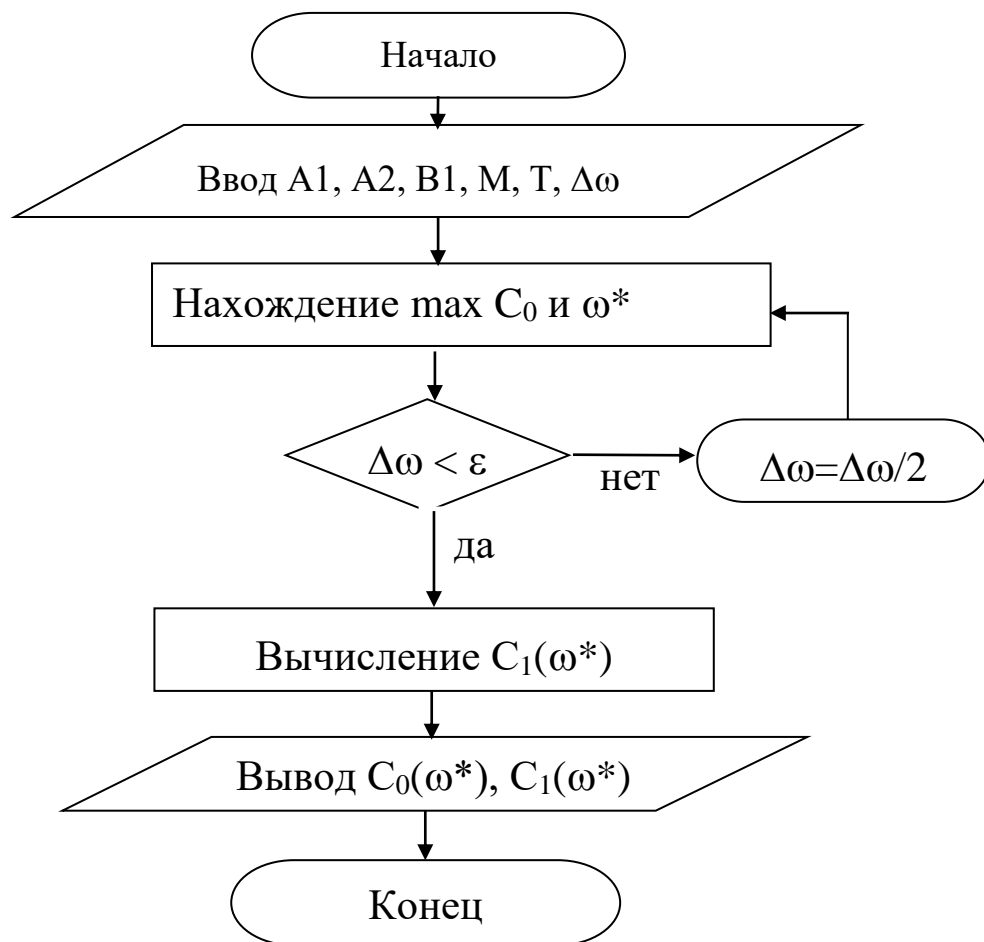 Начало
Ввод A1, A2, B1, M, T, Δω
Нахождение max C₀ и ω*
Δω < ε
нет
Δω=Δω/2
да
Вычисление C₁(ω*)
Вывод C₀(ω*), C₁(ω*)
Конец